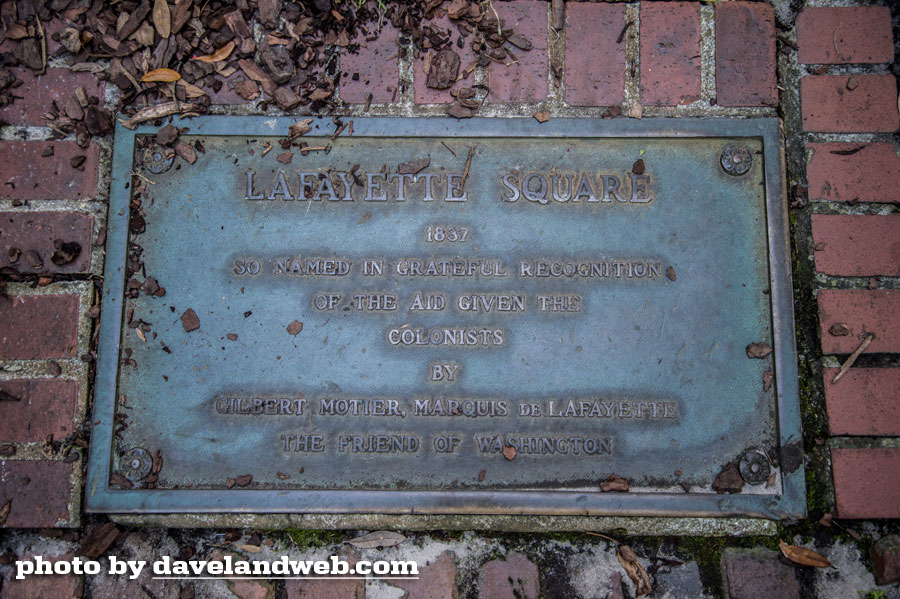 LAFAYETTE SQUARE
1837
SO NAMED IN GRATEFUL RECOGNITION
OF THE AID GIVEN THE
COLONISTS
BY
GILBERT MOTIER, MARQUIS DE LAFAYETTE
THE FRIEND OF WASHINGTON
photo by davelandweb.com